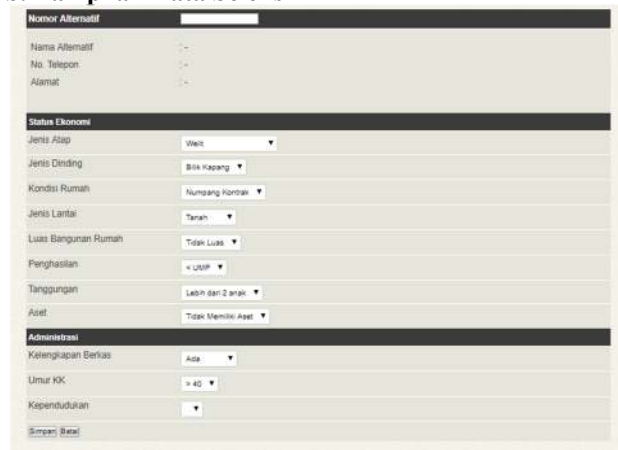 Nomor Alternatif
Nama Alternatif : -
No. Telepon : -
Alamat : -
Status Ekonomi
Jenis Atap Welit
Jenis Dinding Bilik Kapang
Kondisi Rumah Numpang Kontrak
Jenis Lantai Tanah
Luas Bangunan Rumah Tidak Luas
Penghasilan < UMP
Tanggungan Lebih dari 2 anak
Aset Tidak Memiliki Aset
Administrasi
Kelengkapan Berkas Ada
Umur KK > 40
Kependudukan
Simpan Batal